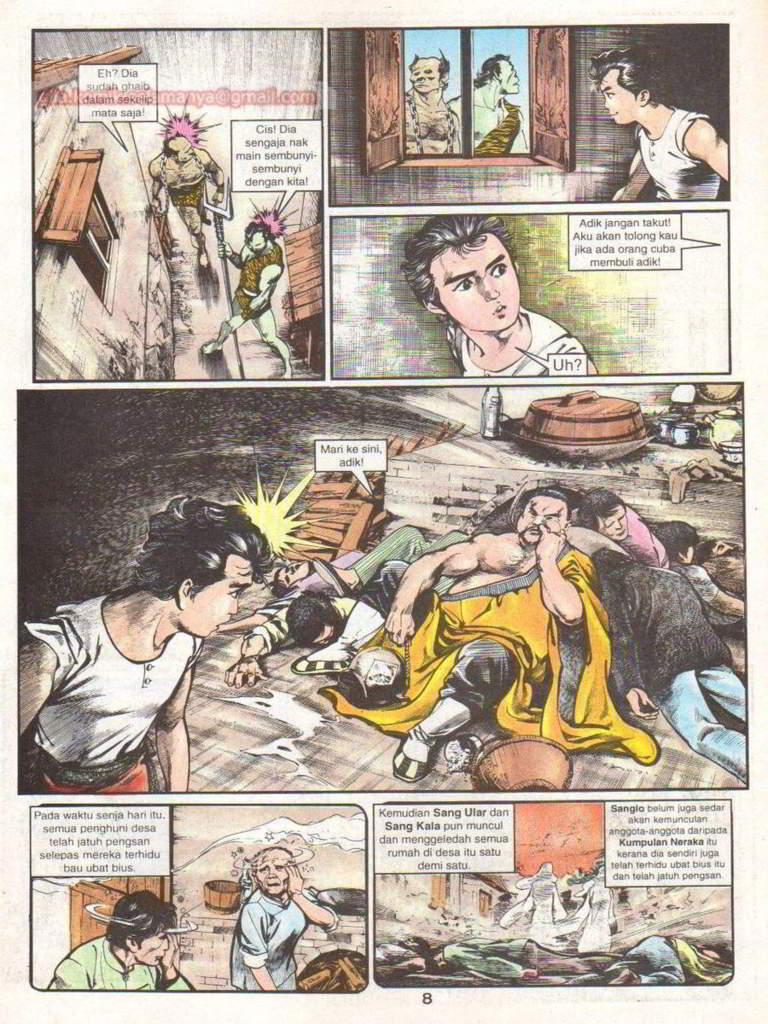 Eh? Dia
sudah ghaib
dalam sekelip
mata saja!
manya@gmail.com
Cis! Dia
sengaja nak
main sembunyi-
sembunyi
dengan kita!
Adik jangan takut!
Aku akan tolong kau
jika ada orang cuba
membuli adik!
Uh?
Mari ke sini,
adik!
Pada waktu senja hari itu,
semua penghuni desa
telah jatuh pengsan
selepas mereka terhidu
bau ubat bius.
Kemudian Sang Ular dan
Sang Kala pun muncul
dan menggeledah semua
rumah di desa itu satu
demi satu.
Sanglo belum juga sedar
akan kemunculan
anggota-anggota daripada
Kumpulan Neraka itu
kerana dia sendiri juga
telah terhidu ubat bius itu
dan telah jatuh pengsan.
8